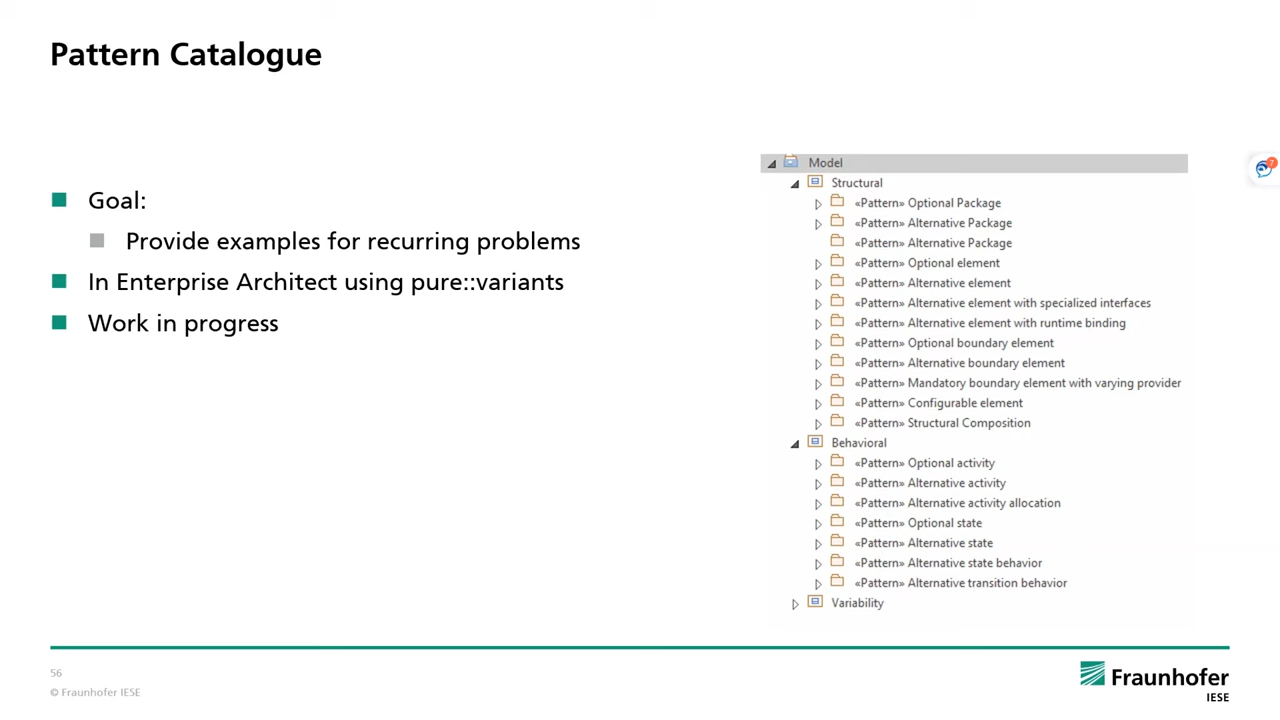 Pattern Catalogue
Goal:
Provide examples for recurring problems
In Enterprise Architect using pure::variants
Work in progress
Model
Structural
«Pattern» Optional Package
«Pattern» Alternative Package
«Pattern» Alternative Package
«Pattern» Optional element
«Pattern» Alternative element
«Pattern» Alternative element with specialized interfaces
«Pattern» Alternative element with runtime binding
«Pattern» Optional boundary element
«Pattern» Alternative boundary element
«Pattern» Mandatory boundary element with varying provider
«Pattern» Configurable element
«Pattern» Structural Composition
Behavioral
«Pattern» Optional activity
«Pattern» Alternative activity
«Pattern» Alternative activity allocation
«Pattern» Optional state
«Pattern» Alternative state
«Pattern» Alternative state behavior
«Pattern» Alternative transition behavior
Variability
7
56
© Fraunhofer IESE
Fraunhofer
IESE